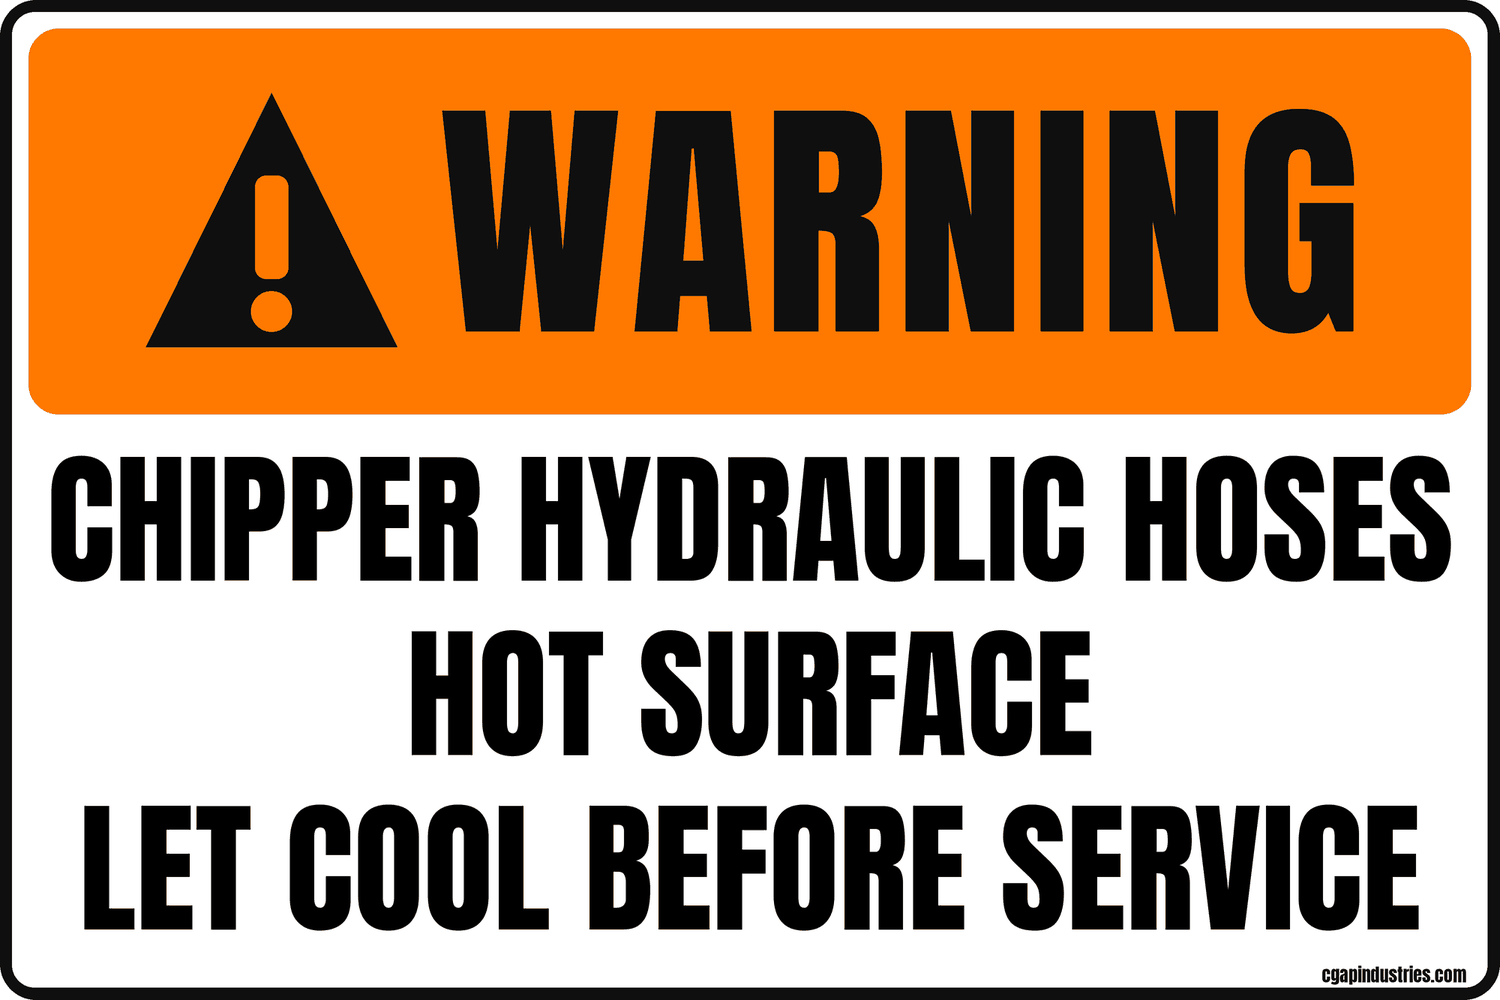 WARNING
CHIPPER HYDRAULIC HOSES
HOT SURFACE
LET COOL BEFORE SERVICE
cgapindustries.com